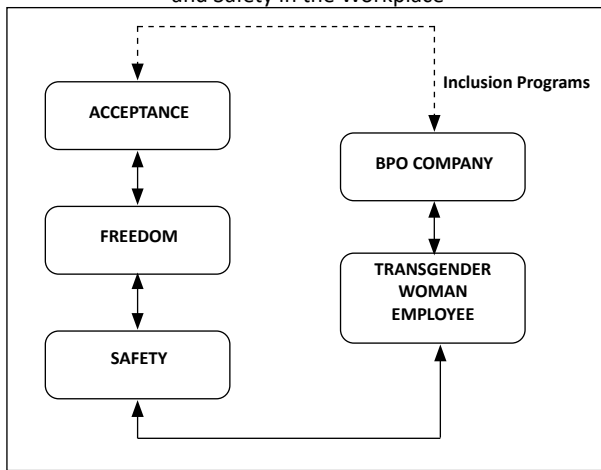 and Safety in the Workplace
Inclusion Programs
ACCEPTANCE
BPO COMPANY
FREEDOM
TRANSGENDER
WOMAN
EMPLOYEE
SAFETY